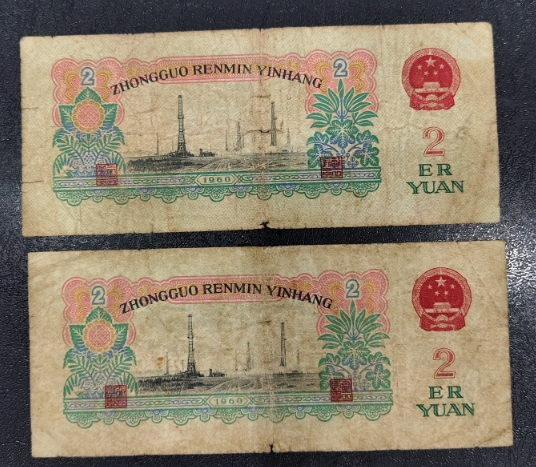 2 ZHONGGUO RENMIN YINHANG 2
2
ER
YUAN
1960
2 ZHONGGUO RENMIN YINHANG 2
2
ER
YUAN
1960